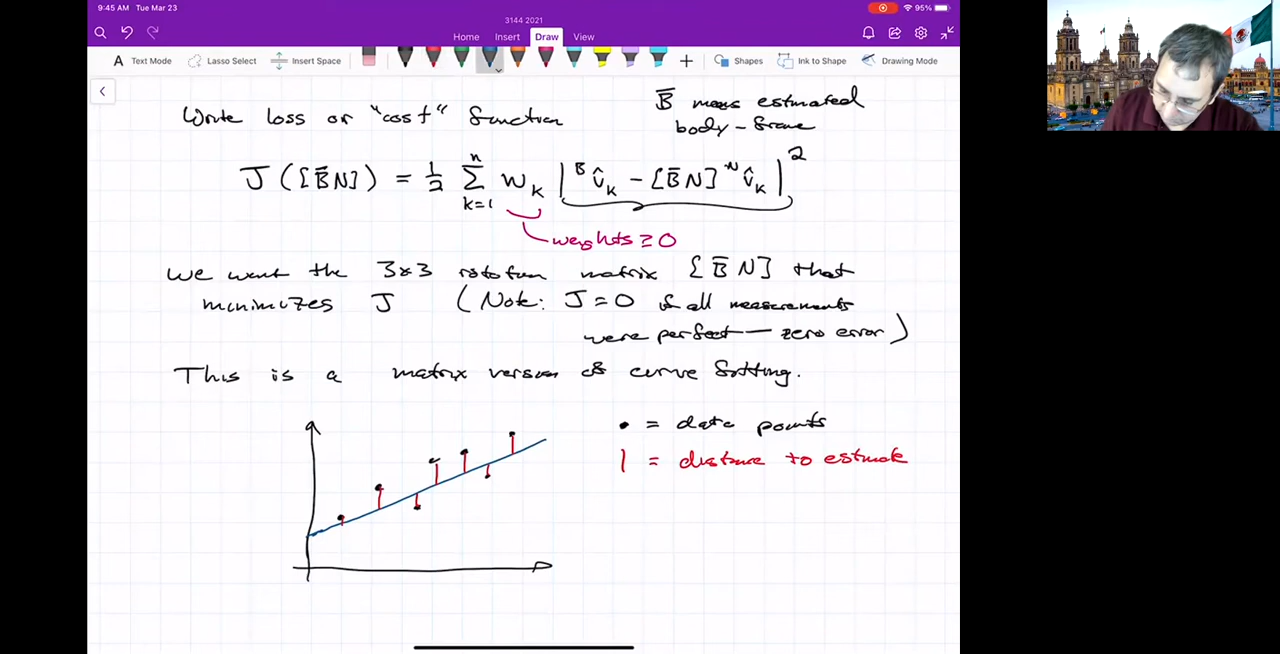 9:45 AM Tue Mar 23
95%
3144 2021
Home Insert Draw View
Text Mode Lasso Select Insert Space Shapes Ink to Shape Drawing Mode
Write loss or "cost" function
B̅ means estimated
body-frame
J([B̅N]) = 1/2 Σ_{k=1}^{n} w_k |^B v̂_k − [B̅N] ^N v̂_k|²
weights ≥ 0
We want the 3x3 rotation matrix [B̅N] that
minimizes J (Note: J=0 if all measurements
were perfect — zero error)
This is a matrix version of curve fitting.
• = data points
| = distance to estimate